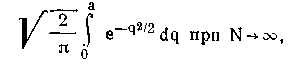 √(2/π) ∫₀ᵃ e^(−q²/2) dq при N→∞,